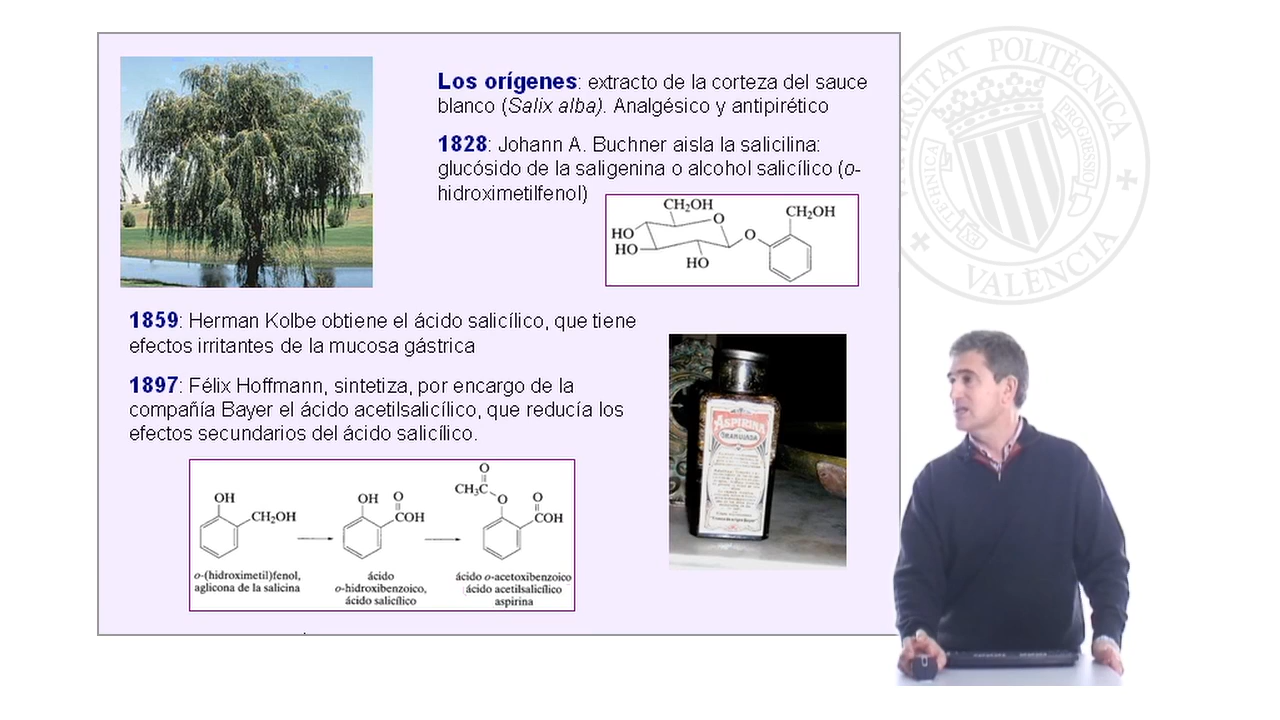 Los orígenes: extracto de la corteza del sauce
blanco (Salix alba). Analgésico y antipirético
1828: Johann A. Buchner aisla la salicilina:
glucósido de la saligenina o alcohol salicílico (o-
hidroximetilfenol)
CH₂OH
O
HO
HO
HO
O
CH₂OH
1859: Herman Kolbe obtiene el ácido salicílico, que tiene
efectos irritantes de la mucosa gástrica
1897: Félix Hoffmann, sintetiza, por encargo de la
compañía Bayer el ácido acetilsalicílico, que reducía los
efectos secundarios del ácido salicílico.
OH
CH₂OH
o-(hidroximetil)fenol,
aglicona de la salicina
OH
O
COH
ácido
o-hidroxibenzoico,
ácido salicílico
O
CH₃C
O
O
COH
ácido o-acetoxibenzoico
ácido acetilsalicílico
aspirina
ASPIRINA
GRANULADA
UNIVERSITAT POLITÈCNICA
VALÈNCIA
TECHNICA
EX
PROGRESSIO